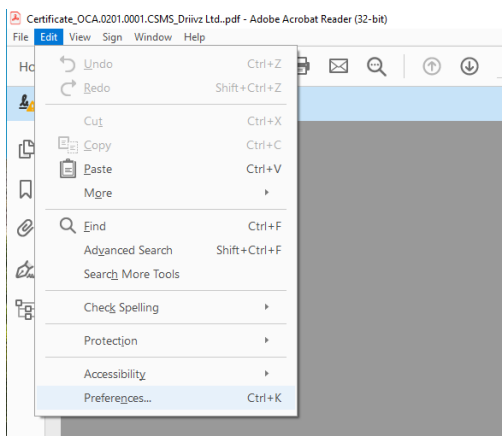 Certificate_OCA.0201.0001.CSMS_Driivz Ltd..pdf - Adobe Acrobat Reader (32-bit)
File Edit View Sign Window Help
Undo Ctrl+Z
Redo Shift+Ctrl+Z
Cut Ctrl+X
Copy Ctrl+C
Paste Ctrl+V
More
Find Ctrl+F
Advanced Search Shift+Ctrl+F
Search More Tools
Check Spelling
Protection
Accessibility
Preferences... Ctrl+K